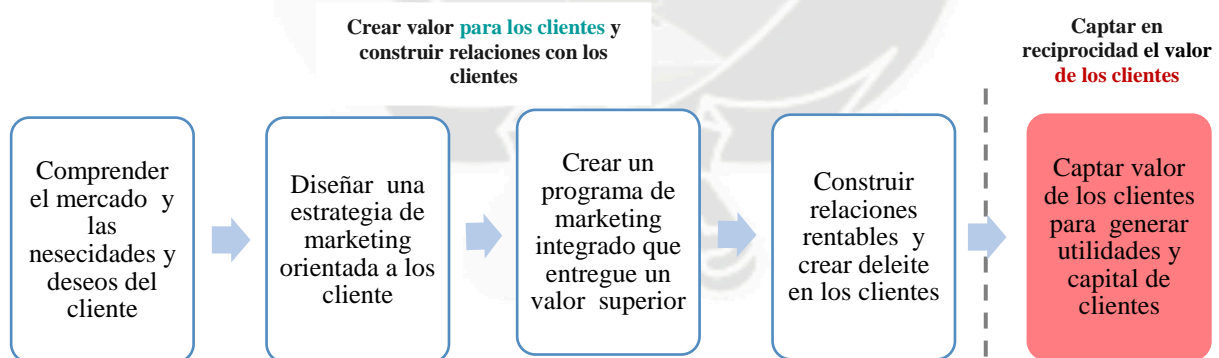 Crear valor para los clientes y
construir relaciones con los
clientes
Captar en
reciprocidad el valor
de los clientes
Comprender
el mercado y
las
nesecidades y
deseos del
cliente
Diseñar una
estrategia de
marketing
orientada a los
cliente
Crear un
programa de
marketing
integrado que
entregue un
valor superior
Construir
relaciones
rentables y
crear deleite
en los clientes
Captar valor
de los clientes
para generar
utilidades y
capital de
clientes